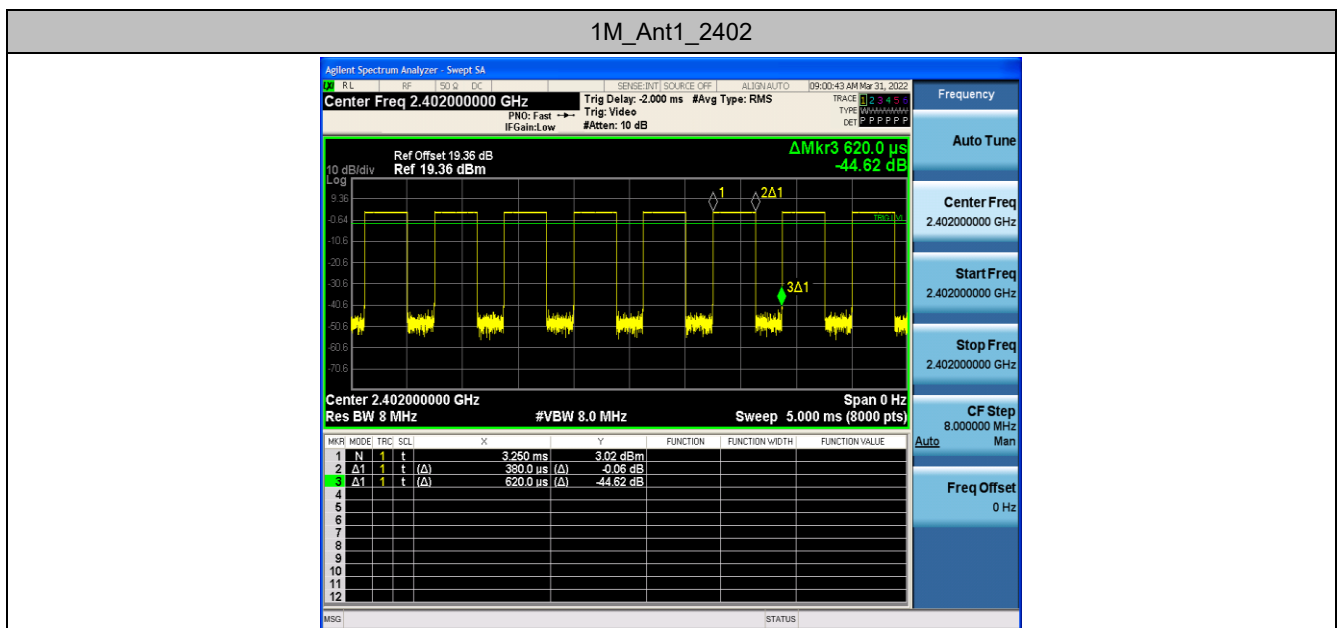 1M_Ant1_2402
Agilent Spectrum Analyzer - Swept SA
RL RF 50 Ω DC SENSE:INT SOURCE OFF ALIGN AUTO 09:00:43 AM Mar 31, 2022
Center Freq 2.402000000 GHz
PNO: Fast
IFGain:Low
Trig Delay: -2.000 ms #Avg Type: RMS
Trig: Video
#Atten: 10 dB
TRACE 1 2 3 4 5 6
TYPE WWWWWW
DET P P P P P P
ΔMkr3 620.0 µs
-44.62 dB
Ref Offset 19.36 dB
10 dB/div Ref 19.36 dBm
Log
9.36
-0.64
-10.6
-20.6
-30.6
-40.6
-50.6
-60.6
-70.6
1
2Δ1
TRIG LVL
3Δ1
Center 2.402000000 GHz Span 0 Hz
Res BW 8 MHz #VBW 8.0 MHz Sweep 5.000 ms (8000 pts)
MKR MODE TRC SCL X Y FUNCTION FUNCTION WIDTH FUNCTION VALUE
1 N 1 t 3.250 ms 3.02 dBm
2 Δ1 1 t (Δ) 380.0 µs (Δ) -0.06 dB
3 Δ1 1 t (Δ) 620.0 µs (Δ) -44.62 dB
4
5
6
7
8
9
10
11
12
MSG STATUS
Frequency
Auto Tune
Center Freq
2.402000000 GHz
Start Freq
2.402000000 GHz
Stop Freq
2.402000000 GHz
CF Step
8.000000 MHz
Auto Man
Freq Offset
0 Hz